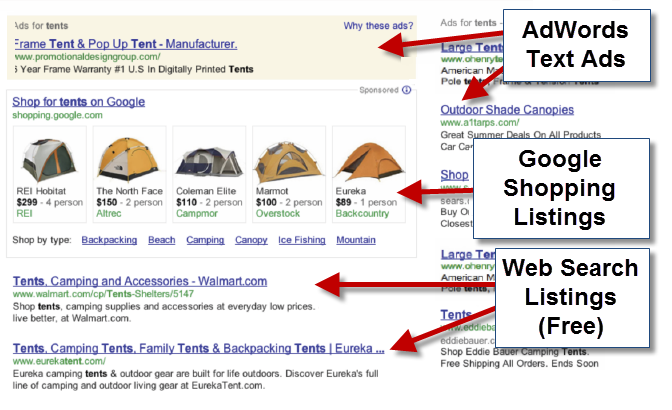 Ads for tents
Why these ads?
Frame Tent & Pop Up Tent - Manufacturer.
www.promotionaldesigngroup.com/
Year Frame Warranty #1 U.S In Digitally Printed Tents
Sponsored
Shop for tents on Google
shopping.google.com
REI Hobitat
$299 - 4 person
REI
The North Face
$150 - 2 person
Altrec
Coleman Elite
$110 - 2 person
Campmor
Marmot
$100 - 2 person
Overstock
Eureka
$89 - 1 person
Backcountry
Shop by type: Backpacking Beach Camping Canopy Ice Fishing Mountain
Tents, Camping and Accessories - Walmart.com
www.walmart.com/cp/Tents-Shelters/5147
Shop tents, camping supplies and accessories at everyday low prices.
live better, at Walmart.com.
Tents, Camping Tents, Family Tents & Backpacking Tents | Eureka ...
www.eurekatent.com/
Eureka camping tents & outdoor gear are built for life outdoors. Discover Eureka's full
line of camping and outdoor living gear at EurekaTent.com.
Ads for tents
Large Tents
www.ohenryte
American M
Pole tents, Frame & Tension Tents
Outdoor Shade Canopies
www.a1tarps.com/
Great Summer Deals On All Products
Car Can
Shop
sears.
Buy O
Closest
Large Tent
www.ohenry
American M
Pole tents,
Tents
www.eddiebauer.c
eddiebauer.c
Shop Eddie Bauer Camping Tents.
Free Shipping All Orders. Ends Soon
AdWords
Text Ads
Google
Shopping
Listings
Web Search
Listings
(Free)